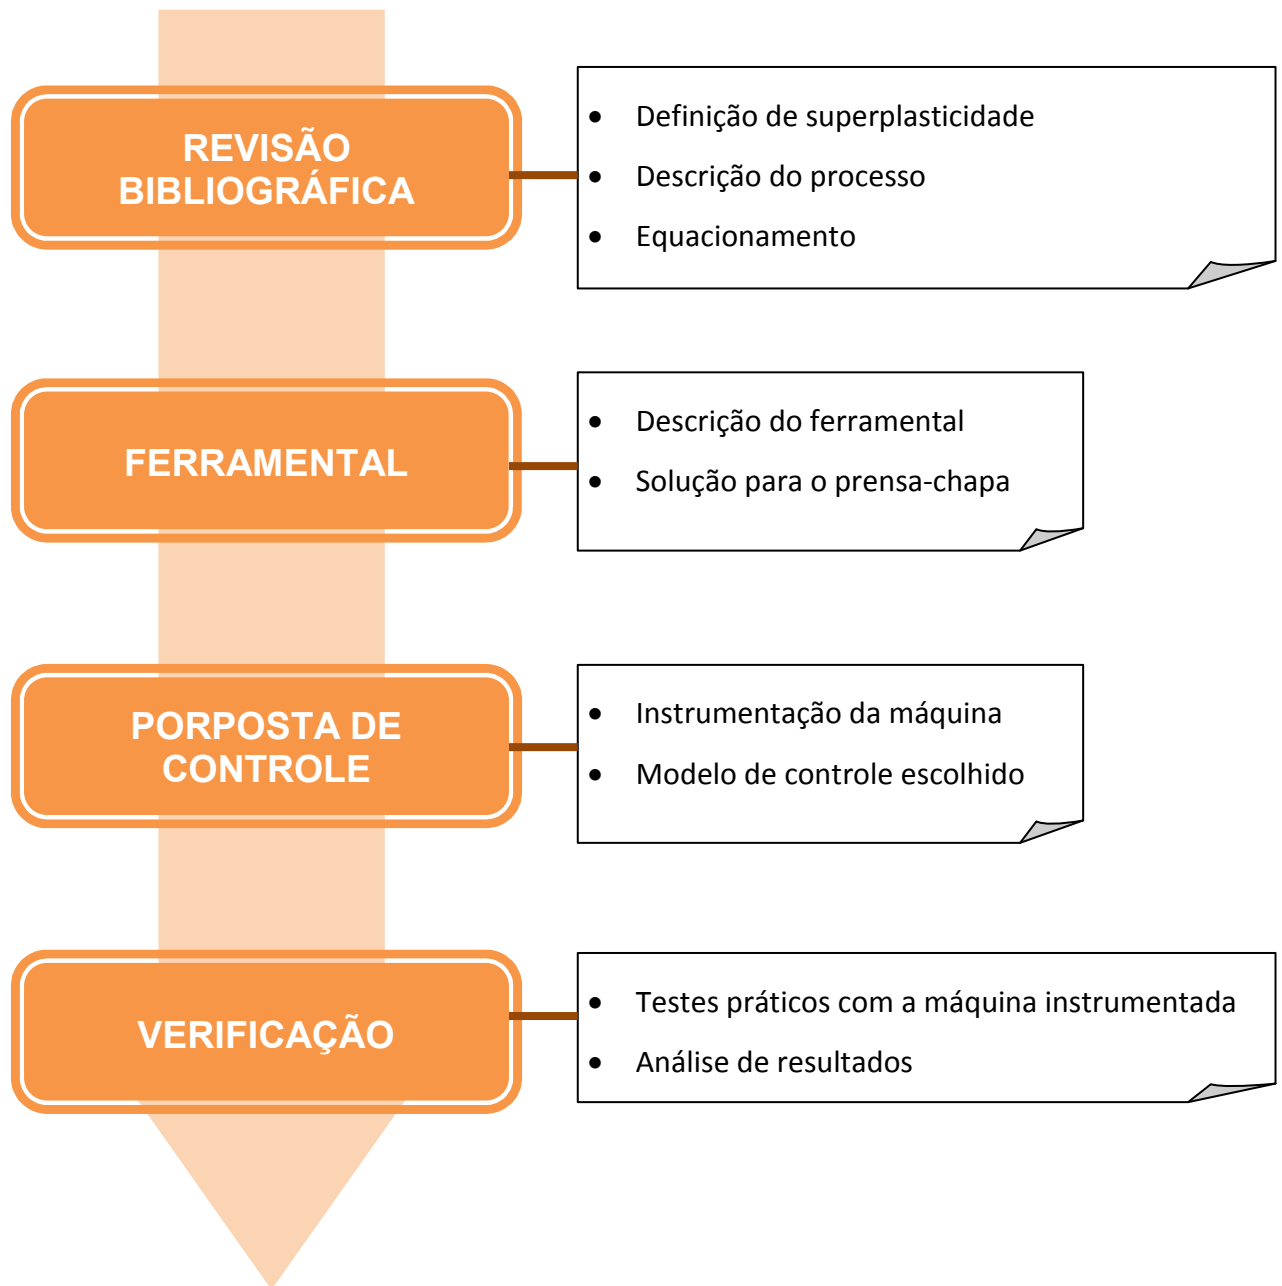 REVISÃO
BIBLIOGRÁFICA
• Definição de superplasticidade
• Descrição do processo
• Equacionamento
FERRAMENTAL
• Descrição do ferramental
• Solução para o prensa-chapa
PORPOSTA DE
CONTROLE
• Instrumentação da máquina
• Modelo de controle escolhido
VERIFICAÇÃO
• Testes práticos com a máquina instrumentada
• Análise de resultados